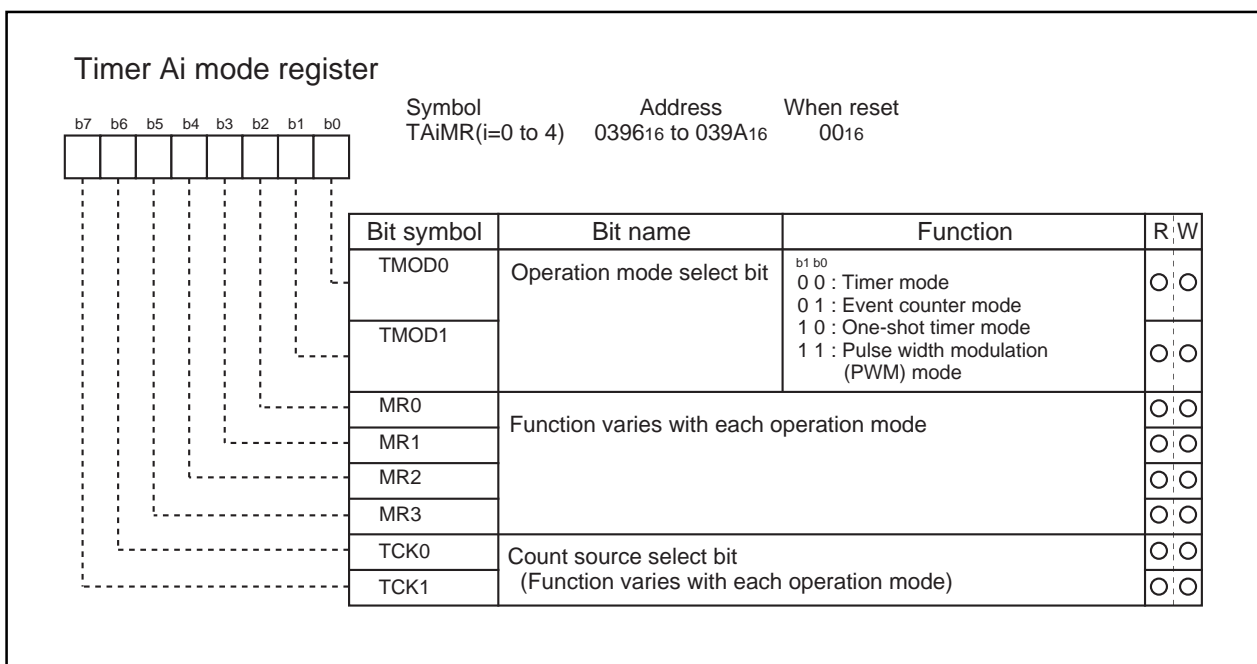 Timer Ai mode register
Symbol Address When reset
TAiMR(i=0 to 4) 039616 to 039A16 0016
b7 b6 b5 b4 b3 b2 b1 b0
Bit symbol Bit name Function R W
TMOD0 Operation mode select bit b1 b0
0 0 : Timer mode
0 1 : Event counter mode
TMOD1 1 0 : One-shot timer mode
1 1 : Pulse width modulation
(PWM) mode
MR0 Function varies with each operation mode
MR1
MR2
MR3
TCK0 Count source select bit
TCK1 (Function varies with each operation mode)